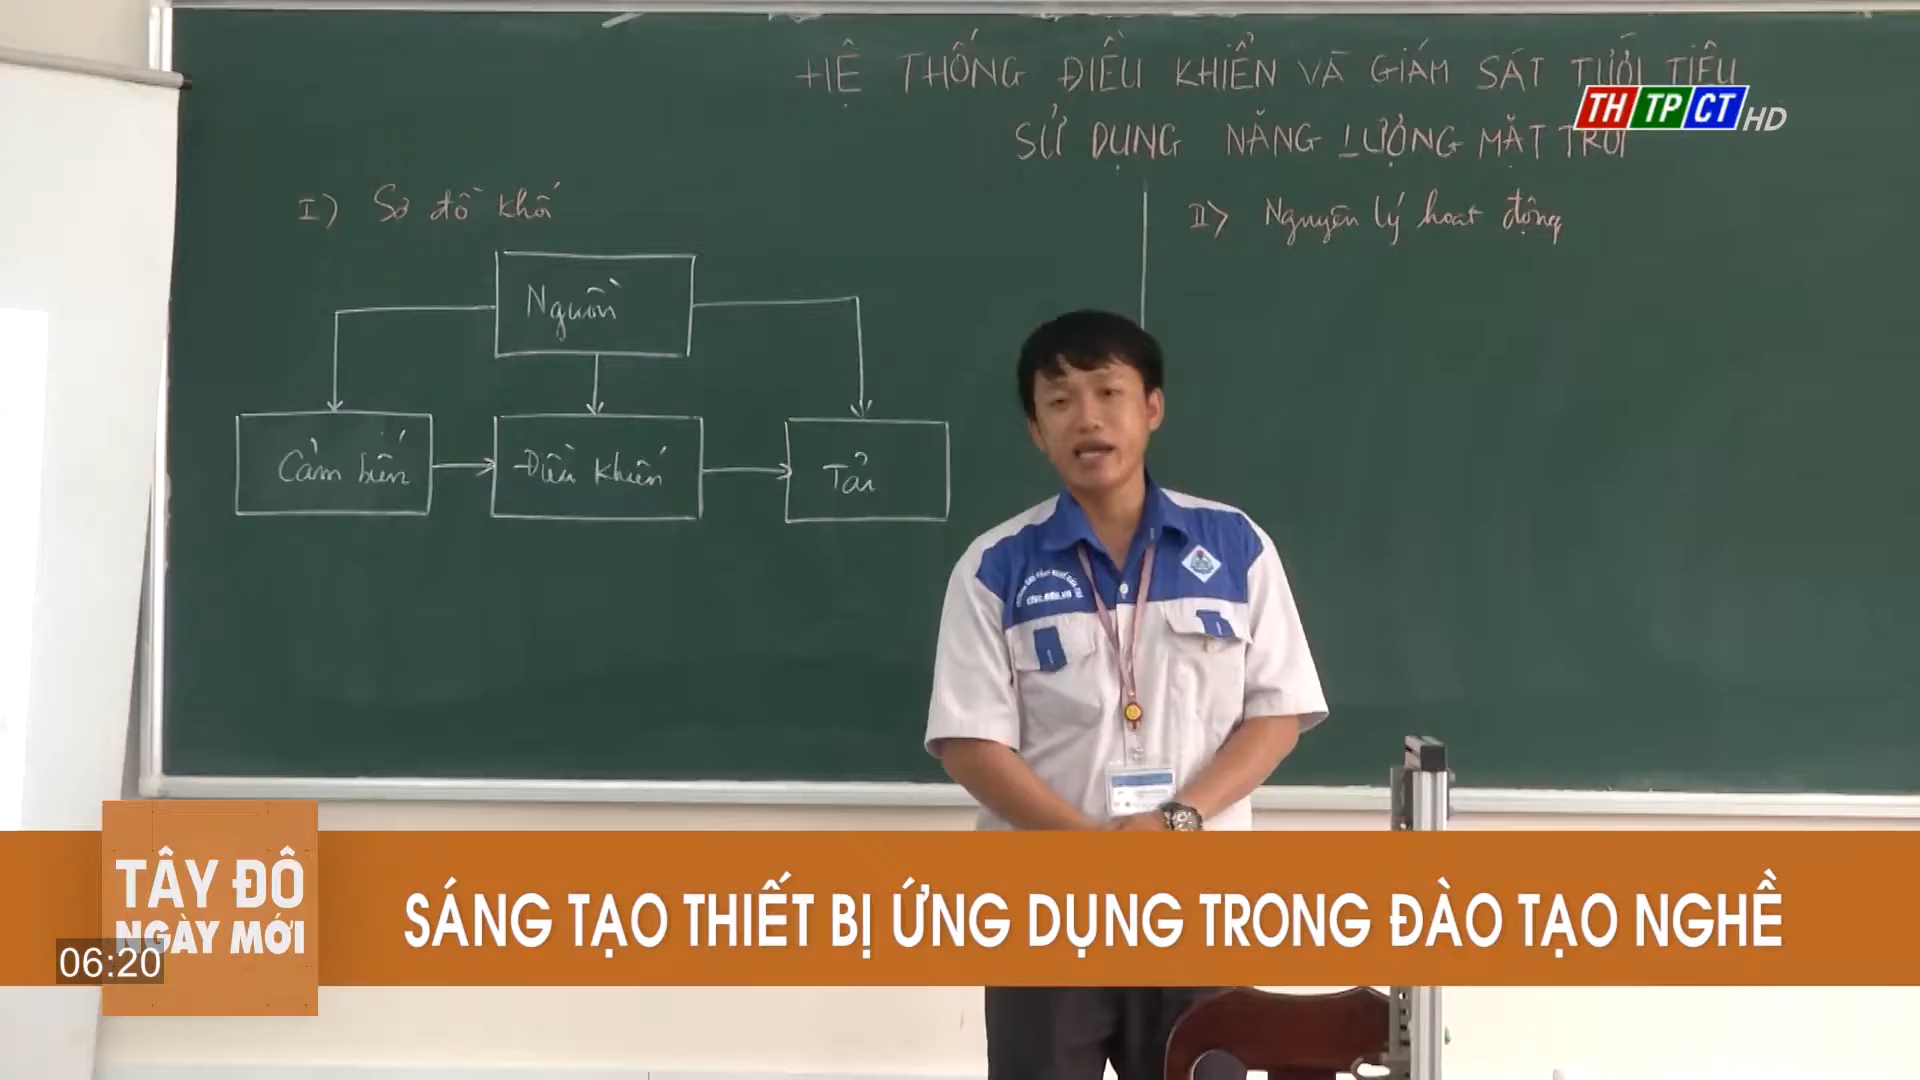 HỆ THỐNG ĐIỀU KHIỂN VÀ GIÁM SÁT TƯỚI TIÊU
THTPCT HD
SỬ DỤNG NĂNG LƯỢNG MẶT TRỜI
I) Sơ đồ khối
II) Nguyên lý hoạt động
Nguồn
Cảm biến
Điều khiển
Tải
TÂY ĐÔ
NGÀY MỚI
06:20
SÁNG TẠO THIẾT BỊ ỨNG DỤNG TRONG ĐÀO TẠO NGHỀ